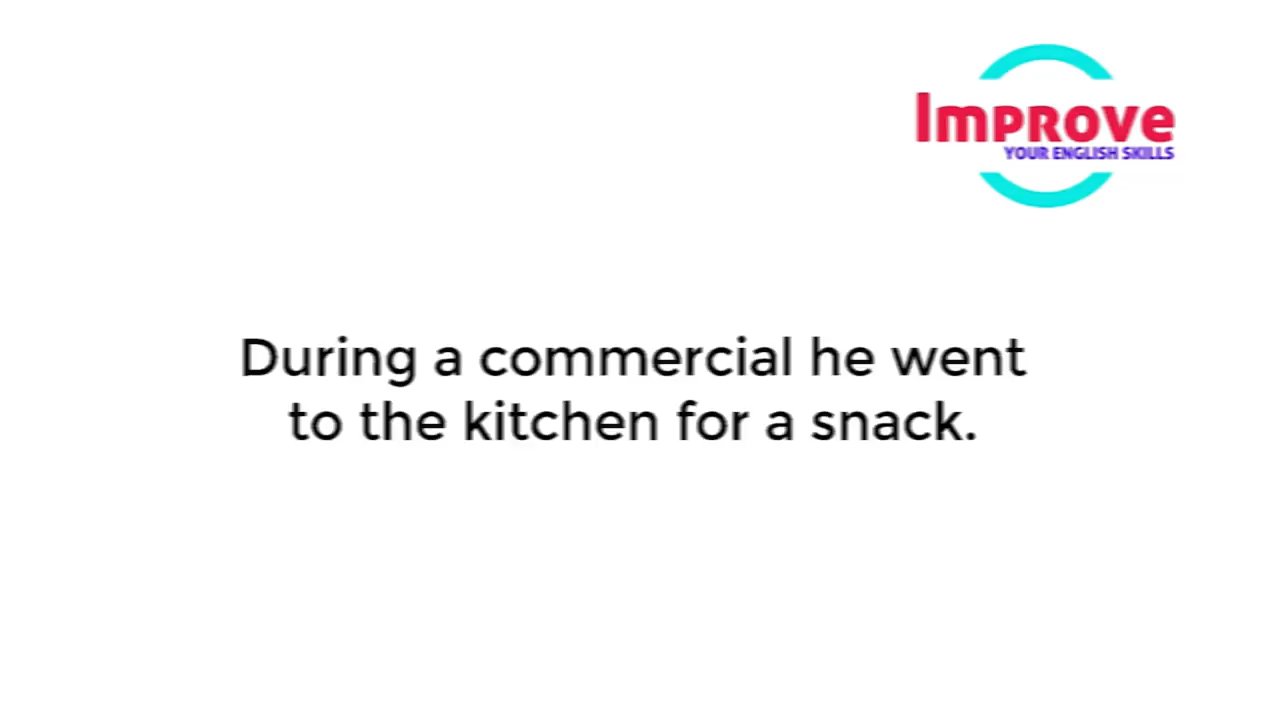 Improve
YOUR ENGLISH SKILLS
During a commercial he went
to the kitchen for a snack.